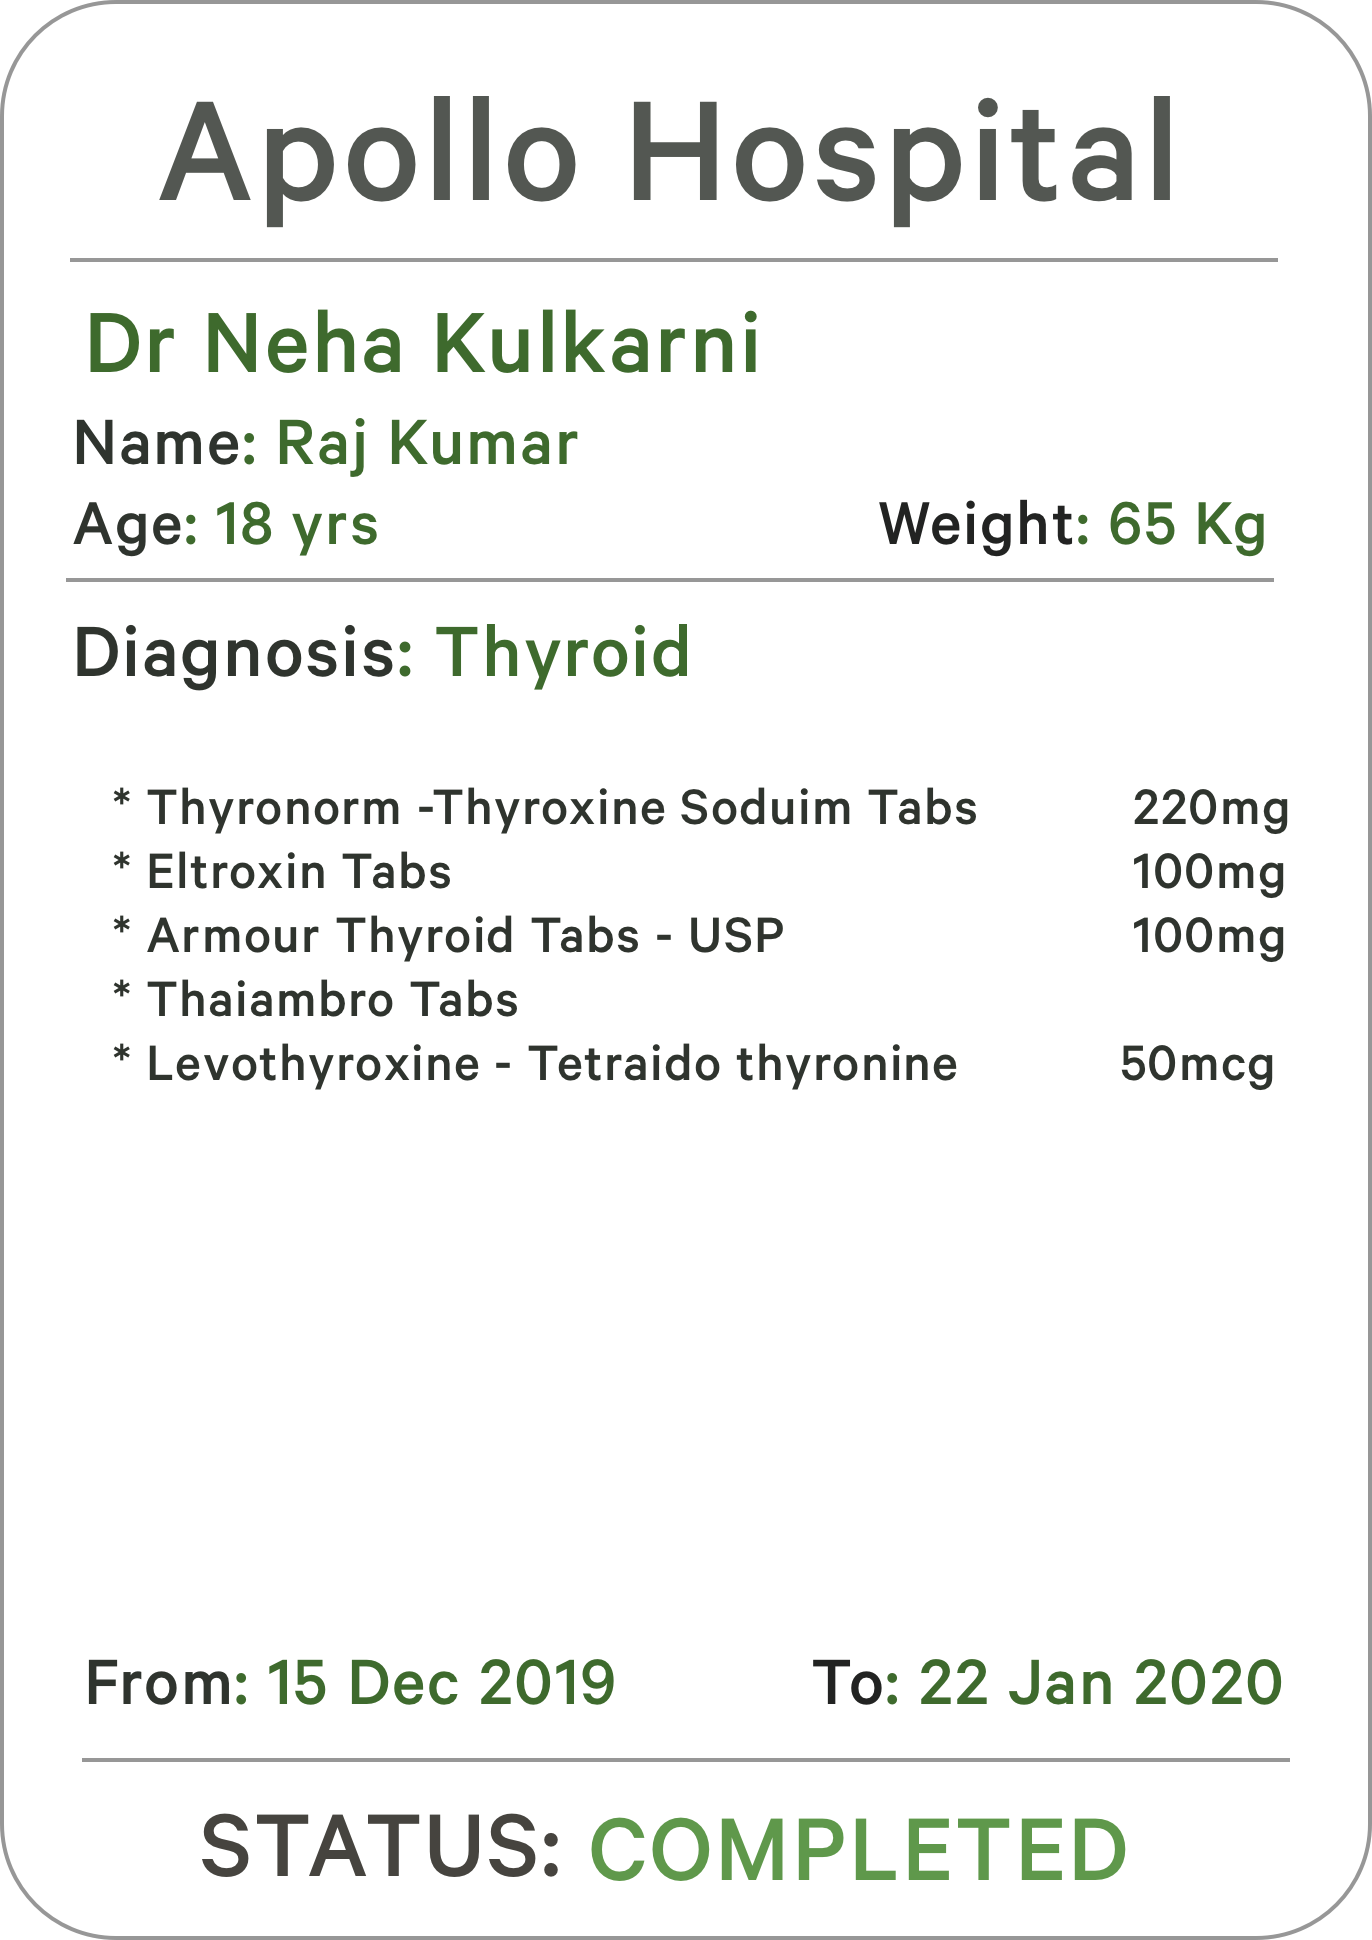 Apollo Hospital
Dr Neha Kulkarni
Name: Raj Kumar
Age: 18 yrs Weight: 65 Kg
Diagnosis: Thyroid
* Thyronorm -Thyroxine Soduim Tabs 220mg
* Eltroxin Tabs 100mg
* Armour Thyroid Tabs - USP 100mg
* Thaiambro Tabs
* Levothyroxine - Tetraido thyronine 50mcg
From: 15 Dec 2019 To: 22 Jan 2020
STATUS: COMPLETED